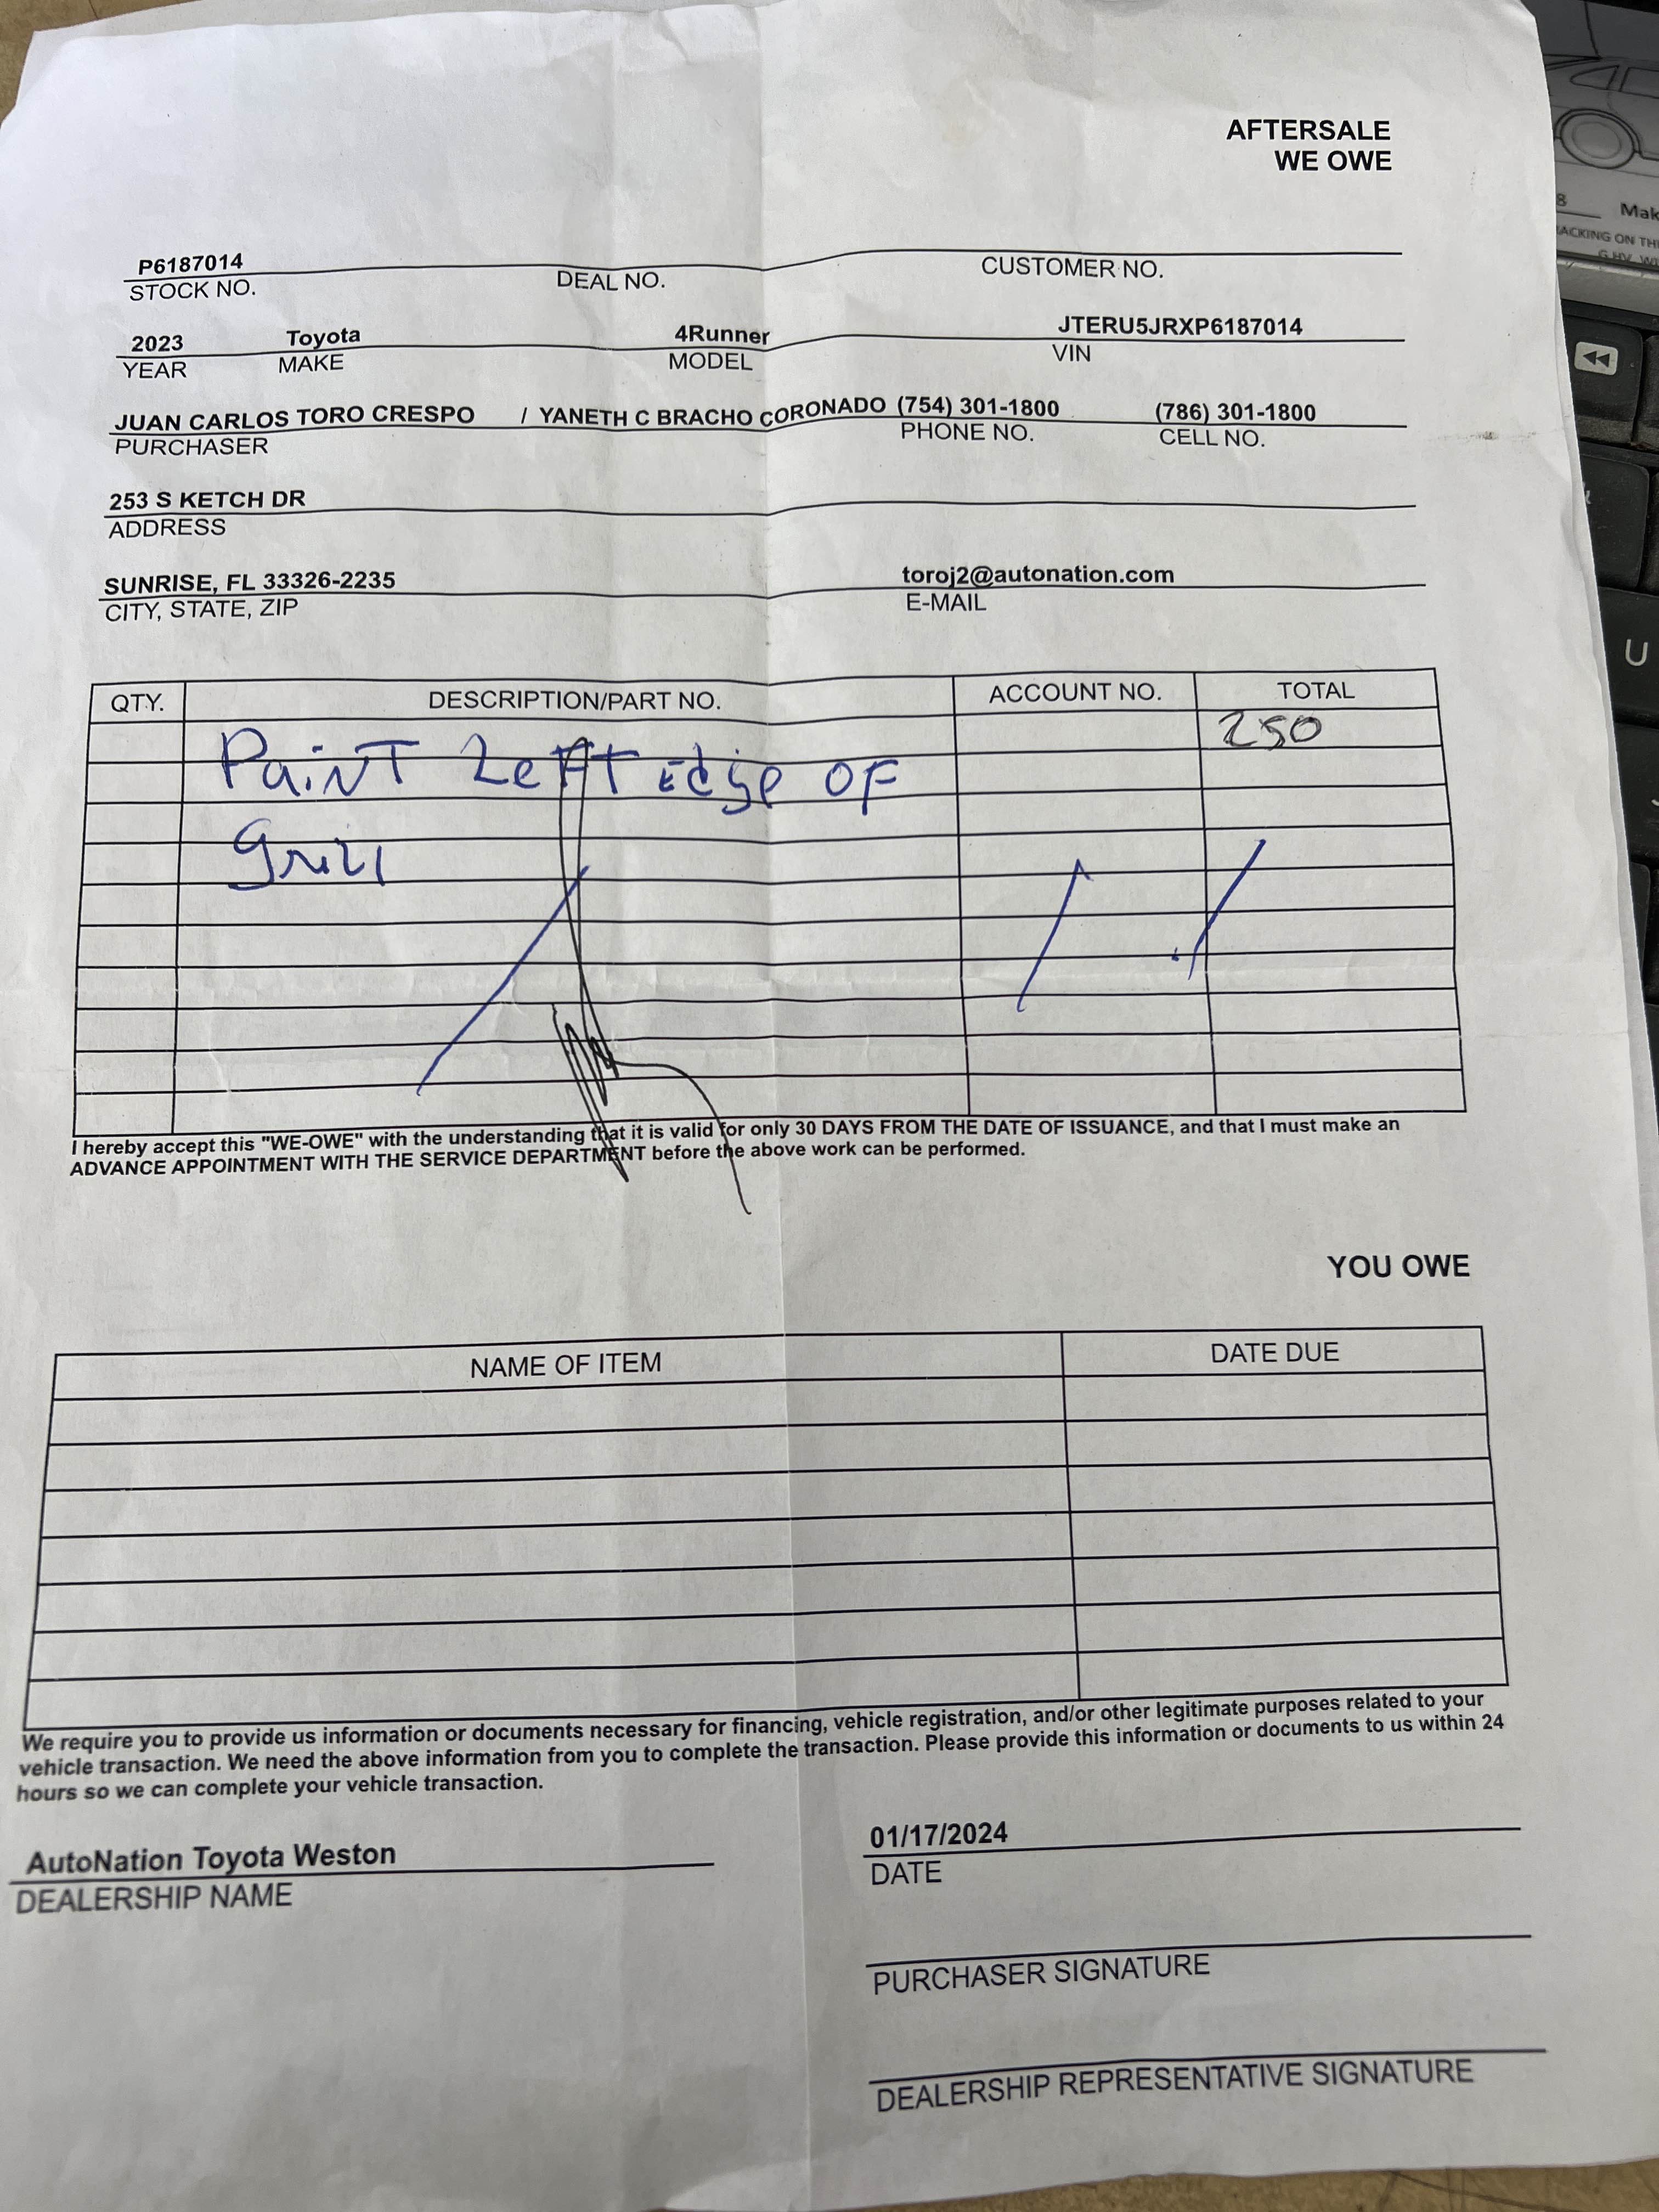 AFTERSALE
WE OWE
P6187014
STOCK NO. DEAL NO. CUSTOMER NO.
2023 Toyota 4Runner JTERU5JRXP6187014
YEAR MAKE MODEL VIN
JUAN CARLOS TORO CRESPO / YANETH C BRACHO CORONADO (754) 301-1800 (786) 301-1800
PURCHASER PHONE NO. CELL NO.
253 S KETCH DR
ADDRESS
SUNRISE, FL 33326-2235 toroj2@autonation.com
CITY, STATE, ZIP E-MAIL
QTY. DESCRIPTION/PART NO. ACCOUNT NO. TOTAL
250
Paint Left Edge OF
grill
I hereby accept this "WE-OWE" with the understanding that it is valid for only 30 DAYS FROM THE DATE OF ISSUANCE, and that I must make an
ADVANCE APPOINTMENT WITH THE SERVICE DEPARTMENT before the above work can be performed.
YOU OWE
NAME OF ITEM DATE DUE
We require you to provide us information or documents necessary for financing, vehicle registration, and/or other legitimate purposes related to your
vehicle transaction. We need the above information from you to complete the transaction. Please provide this information or documents to us within 24
hours so we can complete your vehicle transaction.
AutoNation Toyota Weston 01/17/2024
DEALERSHIP NAME DATE
PURCHASER SIGNATURE
DEALERSHIP REPRESENTATIVE SIGNATURE
8 Mak
ACKING ON TH
U